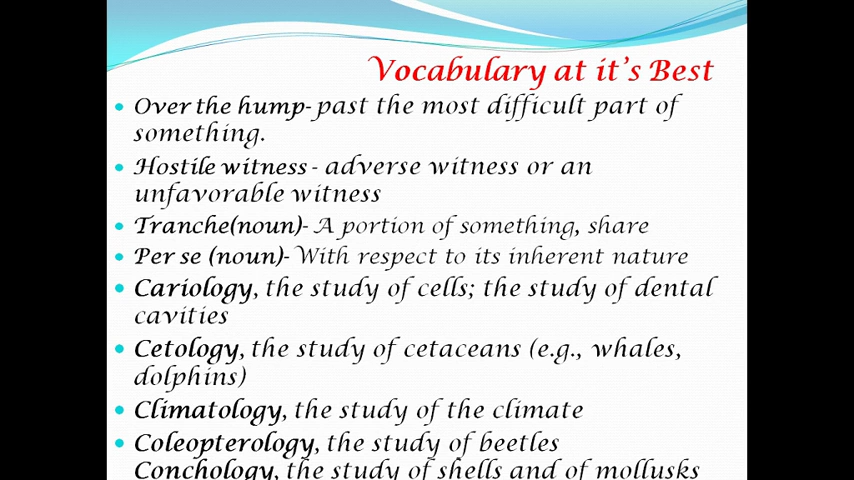 Vocabulary at it's Best
• Over the hump- past the most difficult part of
something.
• Hostile witness - adverse witness or an
unfavorable witness
• Tranche(noun)- A portion of something, share
• Per se (noun)- With respect to its inherent nature
• Cariology, the study of cells; the study of dental
cavities
• Cetology, the study of cetaceans (e.g., whales,
dolphins)
• Climatology, the study of the climate
• Coleopterology, the study of beetles
Conchology, the study of shells and of mollusks